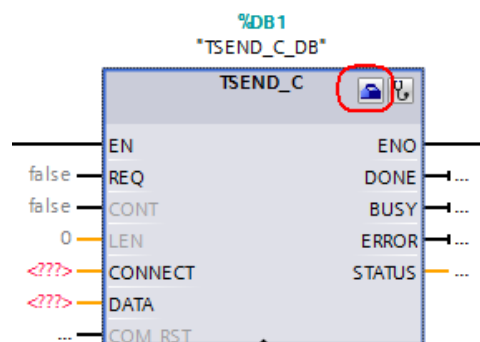 %DB1
"TSEND_C_DB"
TSEND_C
EN ENO
false REQ DONE ...
false CONT BUSY ...
0 LEN ERROR ...
<???> CONNECT STATUS ...
<???> DATA
... COM_RST